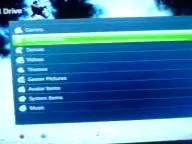 Drive
Games
Demos
Videos
Themes
Gamer Pictures
Avatar Items
System Items
Music